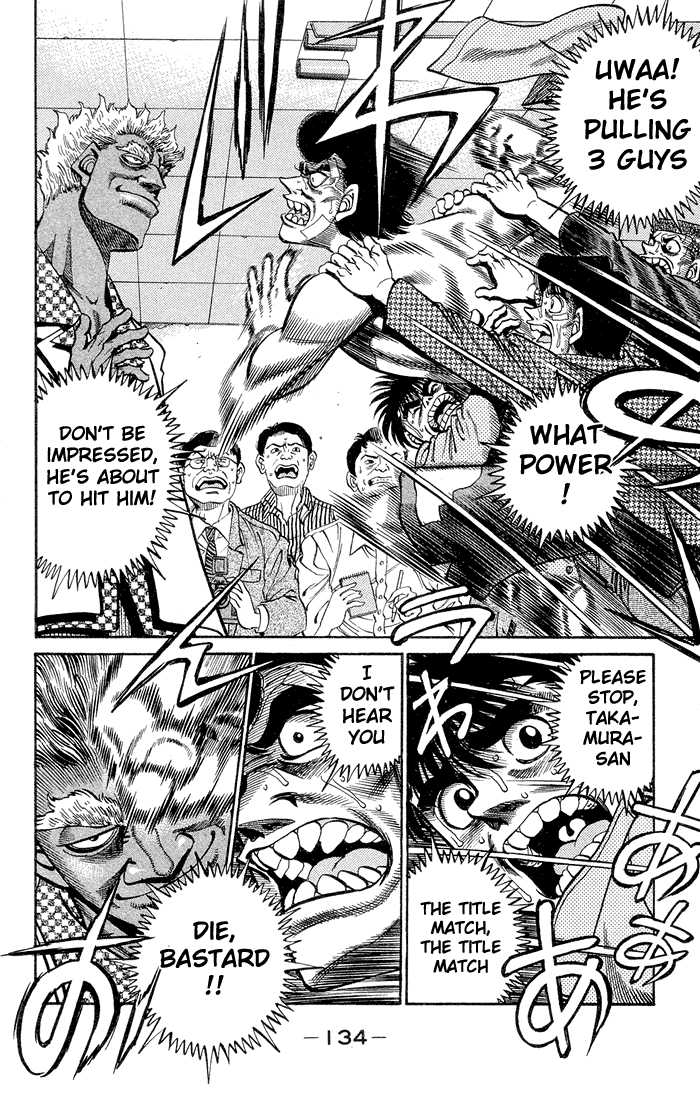 UWAA!
HE'S
PULLING
3 GUYS
WHAT
POWER
!
DON'T BE
IMPRESSED,
HE'S ABOUT
TO HIT HIM!
PLEASE
STOP,
TAKA-
MURA-
SAN
THE TITLE
MATCH,
THE TITLE
MATCH
I
DON'T
HEAR
YOU
DIE,
BASTARD
!!
–134–